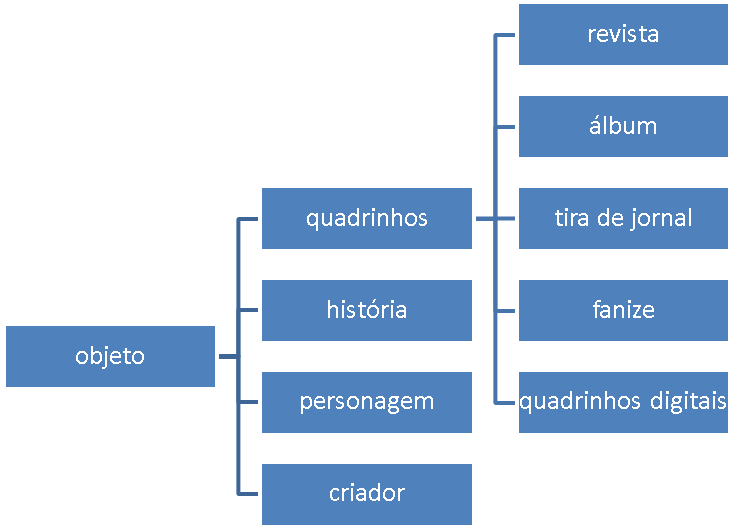 objeto
quadrinhos
história
personagem
criador
revista
álbum
tira de jornal
fanize
quadrinhos digitais